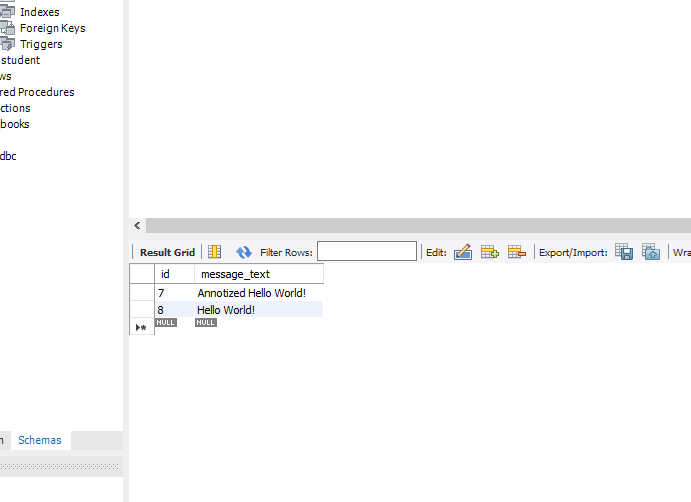 Indexes
Foreign Keys
Triggers
student
ws
red Procedures
ctions
books
dbc
Result Grid Filter Rows: Edit: Export/Import: Wra
id message_text
7 Annotized Hello World!
8 Hello World!
NULL NULL
n Schemas